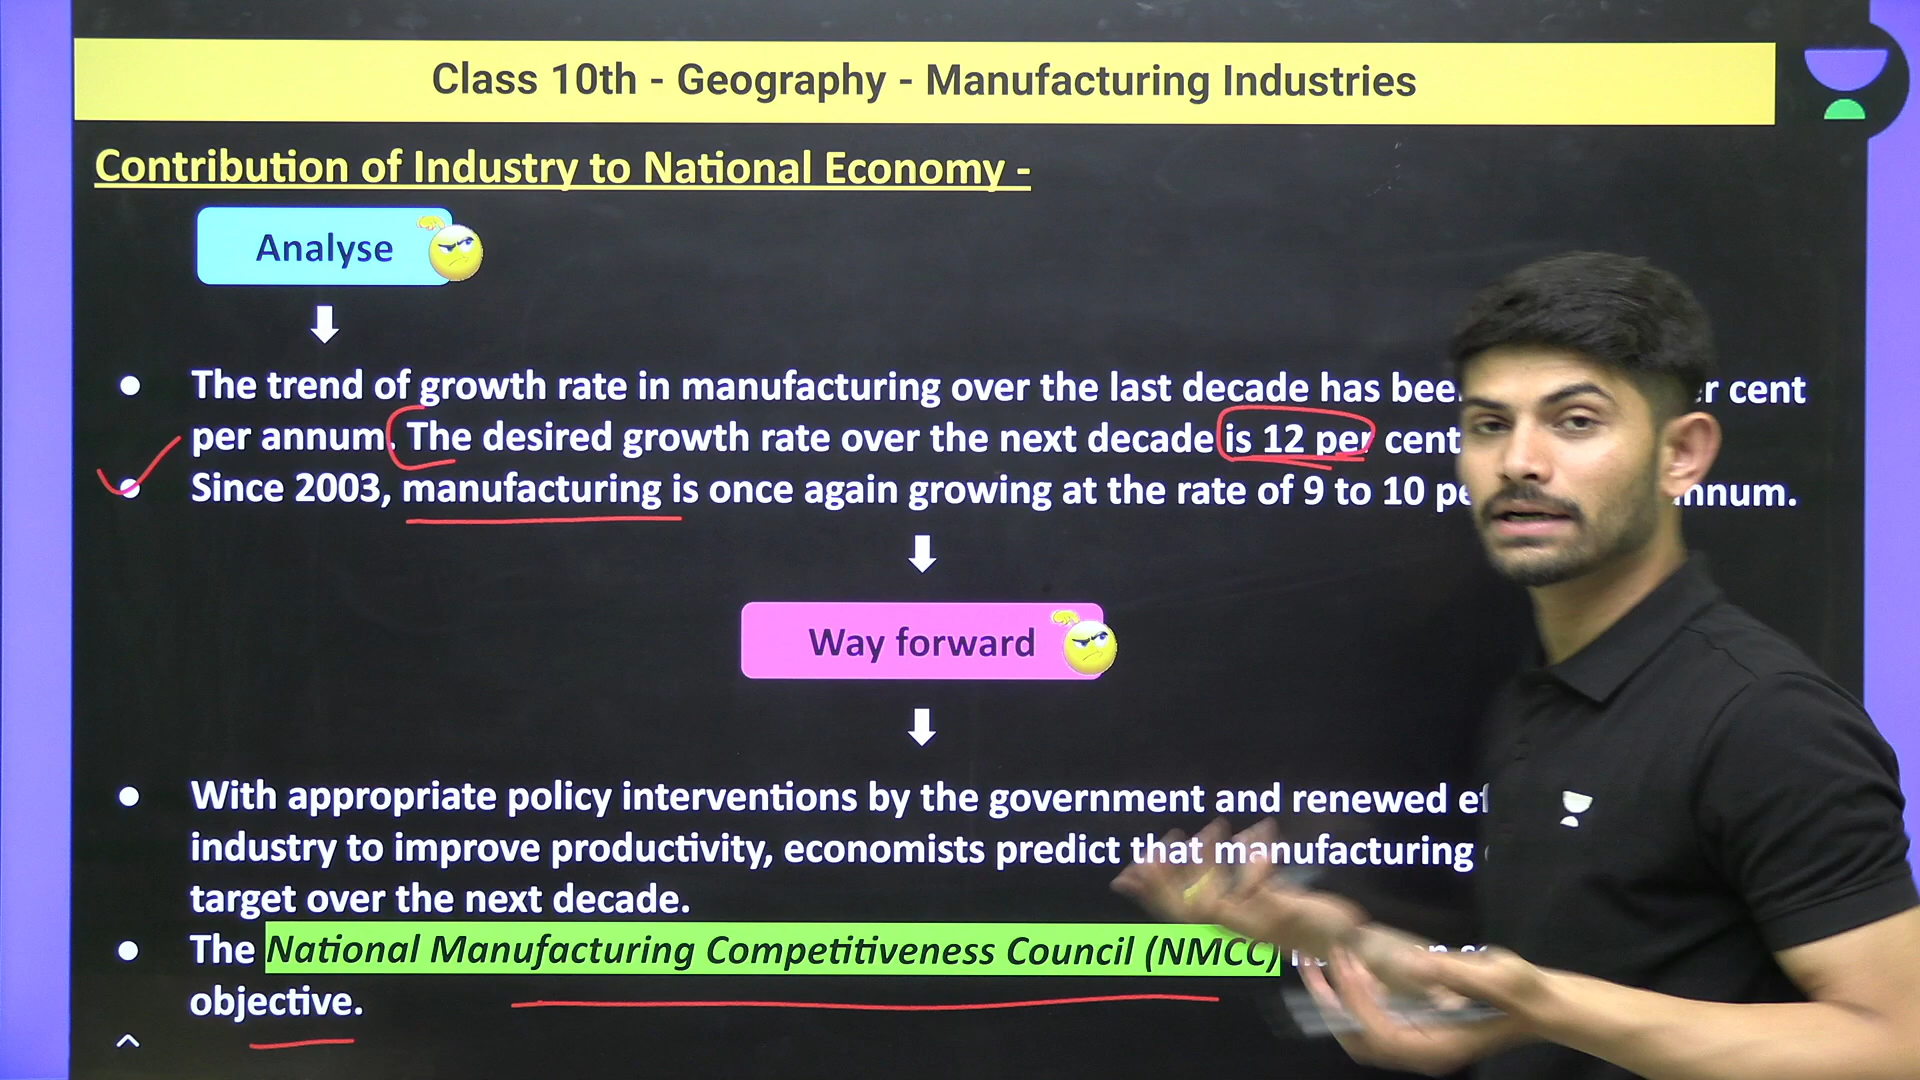 Class 10th - Geography - Manufacturing Industries
Contribution of Industry to National Economy -
Analyse
The trend of growth rate in manufacturing over the last decade has cent
per annum. The desired growth rate over the next decade is 12 per cent
Since 2003, manufacturing is once again growing at the rate of 9 to 10 annum.
Way forward
With appropriate policy interventions by the government and renewed
industry to improve productivity, economists predict that manufacturing
target over the next decade.
The National Manufacturing Competitiveness Council (NMCC)
objective.